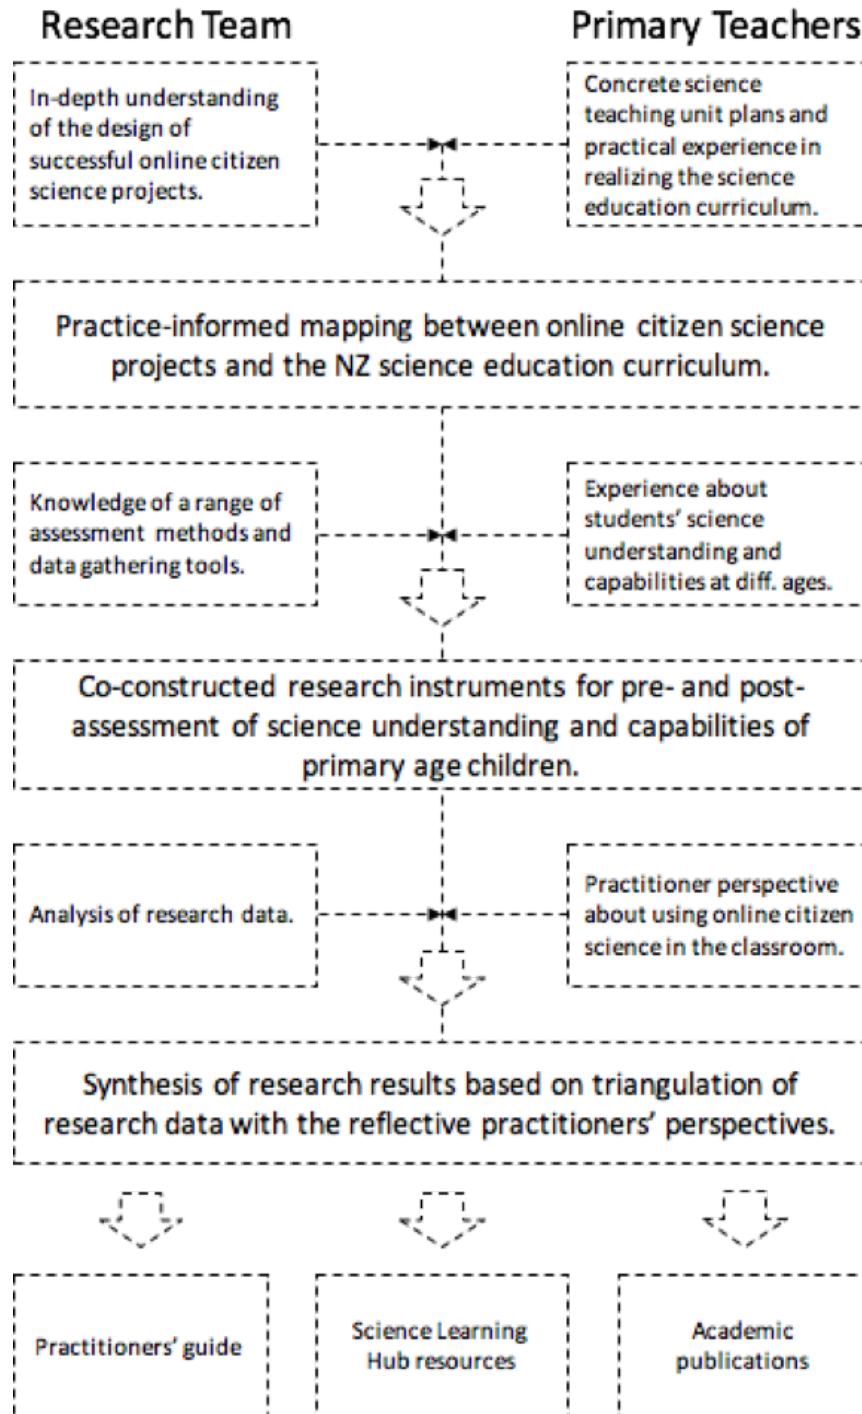 Research Team
Primary Teachers
In-depth understanding
of the design of
successful online citizen
science projects.
Concrete science
teaching unit plans and
practical experience in
realizing the science
education curriculum.
Practice-informed mapping between online citizen science
projects and the NZ science education curriculum.
Knowledge of a range of
assessment methods and
data gathering tools.
Experience about
students' science
understanding and
capabilities at diff. ages.
Co-constructed research instruments for pre- and post-
assessment of science understanding and capabilities of
primary age children.
Analysis of research data.
Practitioner perspective
about using online citizen
science in the classroom.
Synthesis of research results based on triangulation of
research data with the reflective practitioners' perspectives.
Practitioners' guide
Science Learning
Hub resources
Academic
publications